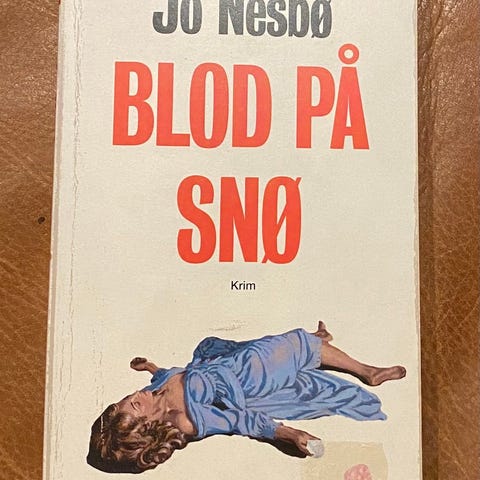 Jo Nesbø
BLOD PÅ
SNØ
Krim